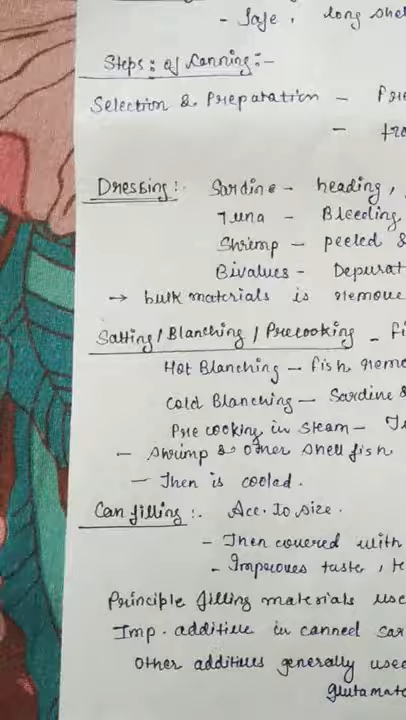 - Safe, long shel
Steps: of Canning:-
Selection & Preparation - Fre
- fro
Dressing:- Sardine - heading,
Tuna - Bleeding,
Shrimp - peeled &
Bivalues - Depurat
→ bulk materials is remove
Salting/Blanching/Precooking - fi
Hot Blanching - fish remo
Cold Blanching - Sardine &
Pre cooking in steam - Tu
- Shrimp & other shell fish
- Then is cooled.
Can filling:. Acc. To size.
- Then covered with
- Improves taste, te
Principle filling materials use
Imp. additive in canned sar
Other additives generally used
glutamate